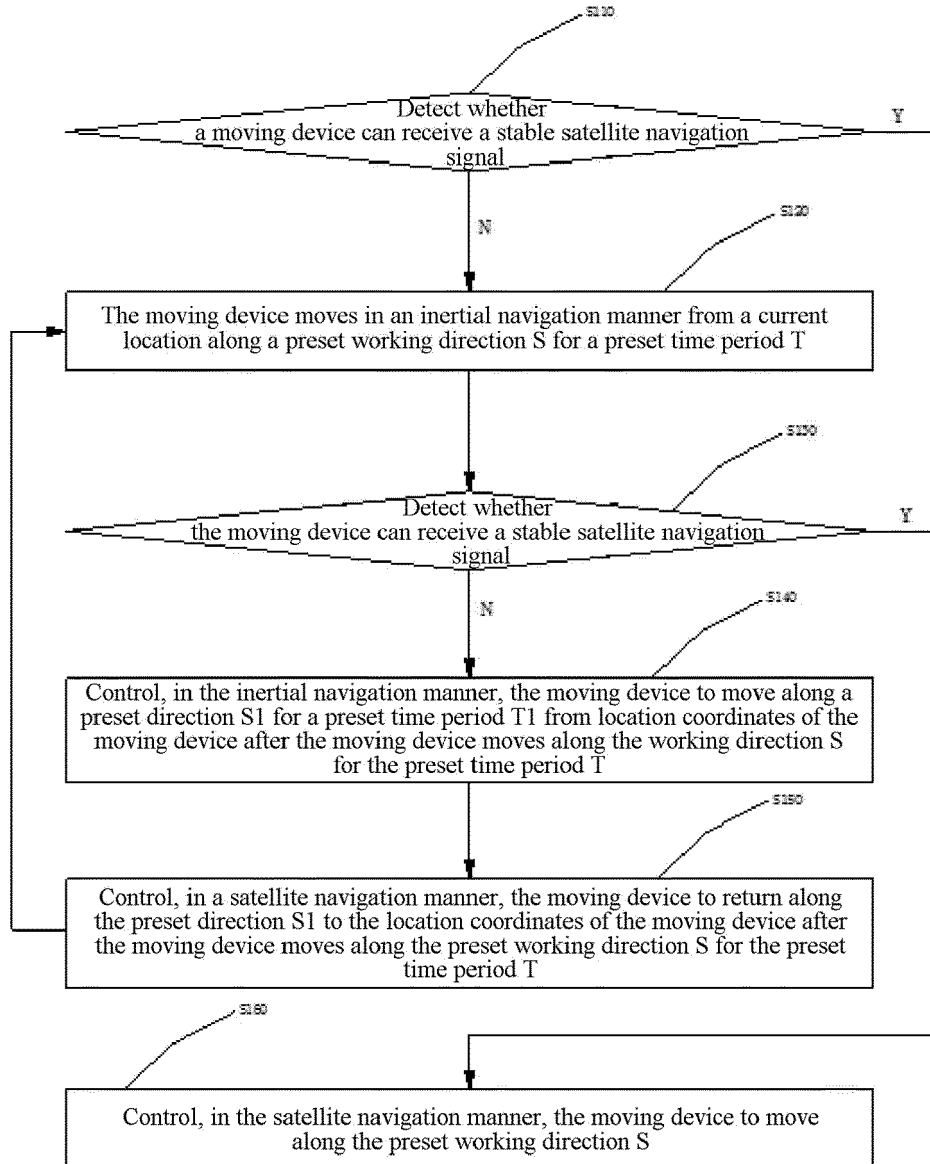 S110
Detect whether
a moving device can receive a stable satellite navigation
signal
Y
N
S120
The moving device moves in an inertial navigation manner from a current
location along a preset working direction S for a preset time period T
S130
Detect whether
the moving device can receive a stable satellite navigation
signal
Y
N
S140
Control, in the inertial navigation manner, the moving device to move along a
preset direction S1 for a preset time period T1 from location coordinates of the
moving device after the moving device moves along the working direction S
for the preset time period T
Control, in a satellite navigation manner, the moving device to return along
the preset direction S1 to the location coordinates of the moving device after
the moving device moves along the preset working direction S for the preset
time period T
Control, in the satellite navigation manner, the moving device to move
along the preset working direction S